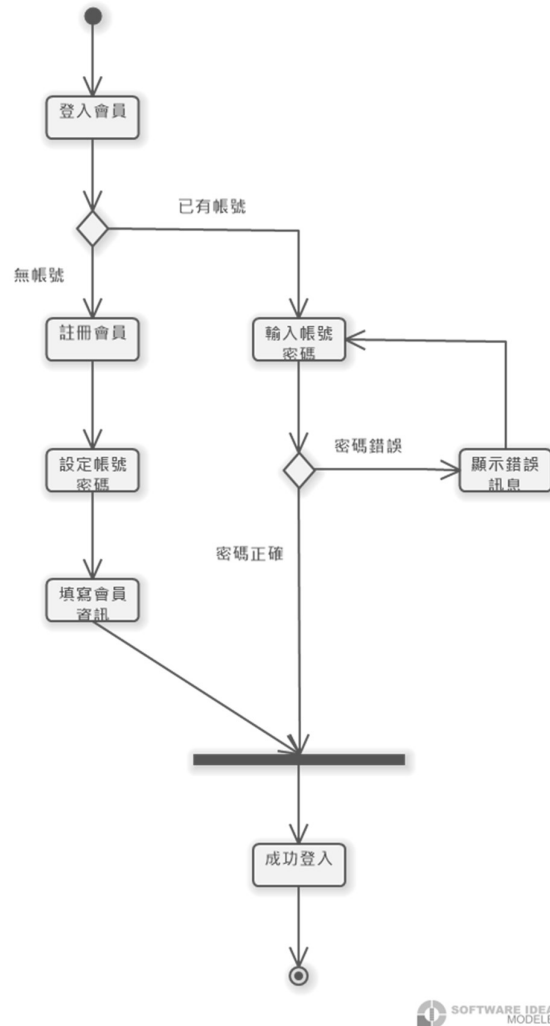 登入會員
已有帳號
無帳號
註冊會員
輸入帳號
密碼
密碼錯誤
設定帳號
密碼
顯示錯誤
訊息
密碼正確
填寫會員
資訊
成功登入
SOFTWARE IDEA
MODELE